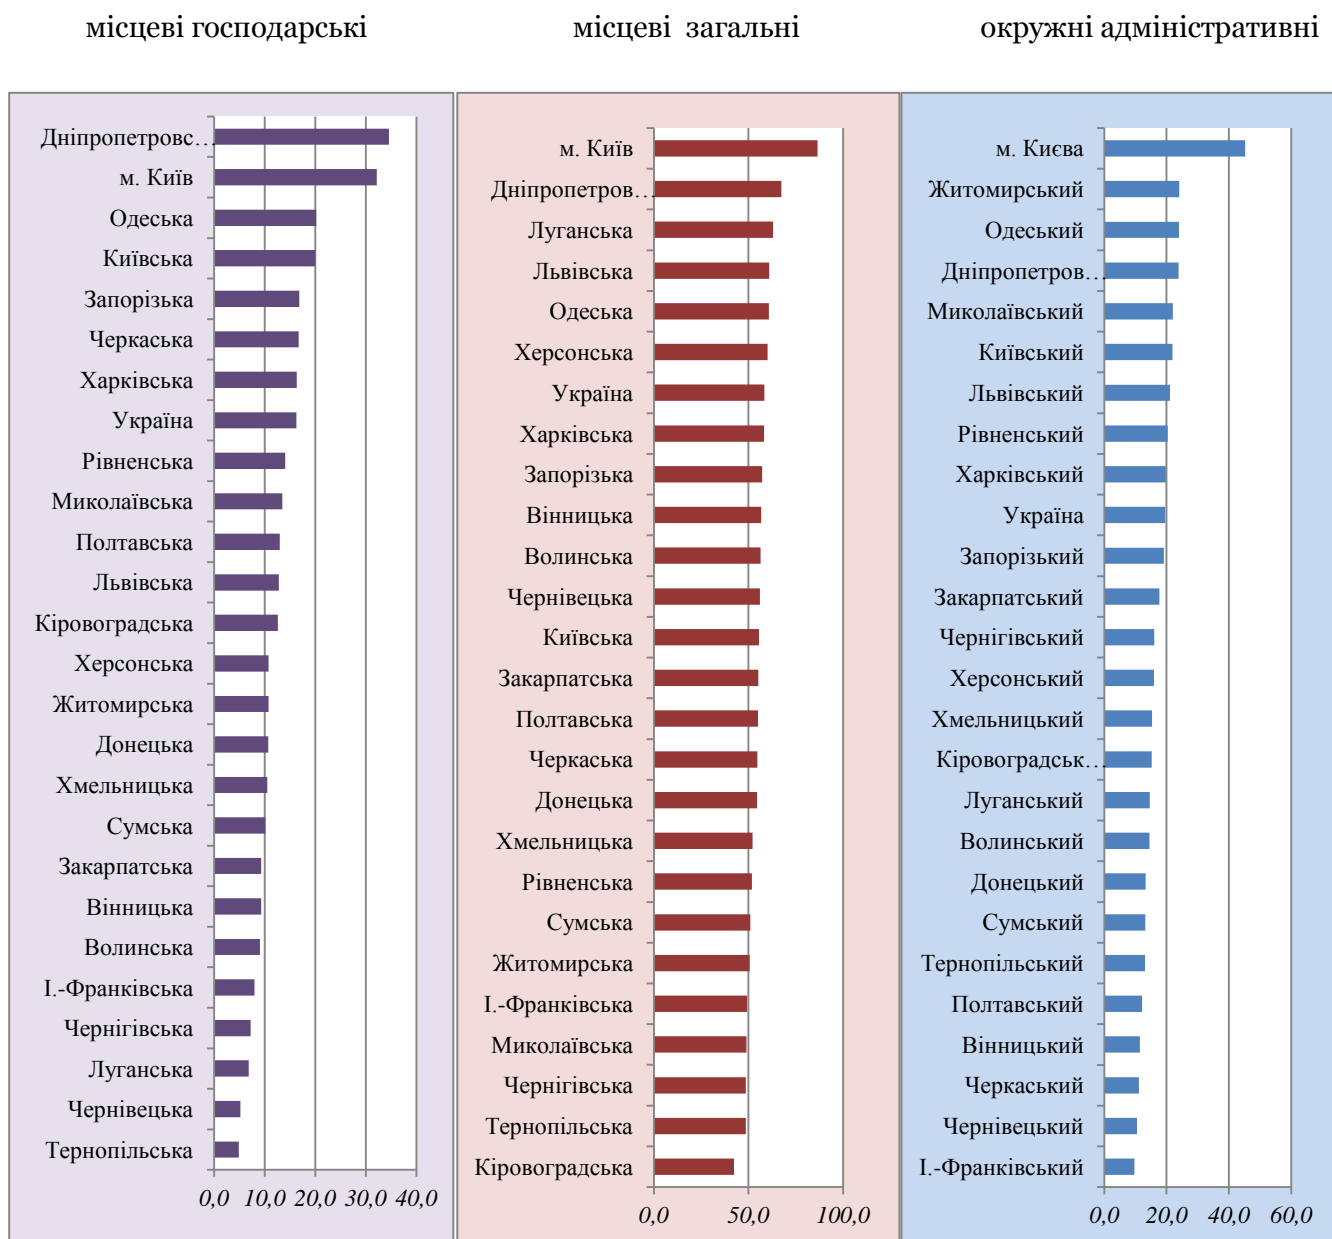 місцеві господарські
місцеві загальні
окружні адміністративні
Дніпропетровс…
м. Київ
Одеська
Київська
Запорізька
Черкаська
Харківська
Україна
Рівненська
Миколаївська
Полтавська
Львівська
Кіровоградська
Херсонська
Житомирська
Донецька
Хмельницька
Сумська
Закарпатська
Вінницька
Волинська
І.-Франківська
Чернігівська
Луганська
Чернівецька
Тернопільська
0,0 10,0 20,0 30,0 40,0
м. Київ
Дніпропетров…
Луганська
Львівська
Одеська
Херсонська
Україна
Харківська
Запорізька
Вінницька
Волинська
Чернівецька
Київська
Закарпатська
Полтавська
Черкаська
Донецька
Хмельницька
Рівненська
Сумська
Житомирська
І.-Франківська
Миколаївська
Чернігівська
Тернопільська
Кіровоградська
0,0 50,0 100,0
м. Києва
Житомирський
Одеський
Дніпропетров…
Миколаївський
Київський
Львівський
Рівненський
Харківський
Україна
Запорізький
Закарпатський
Чернігівський
Херсонський
Хмельницький
Кіровоградськ…
Луганський
Волинський
Донецький
Сумський
Тернопільський
Полтавський
Вінницький
Черкаський
Чернівецький
І.-Франківський
0,0 20,0 40,0 60,0